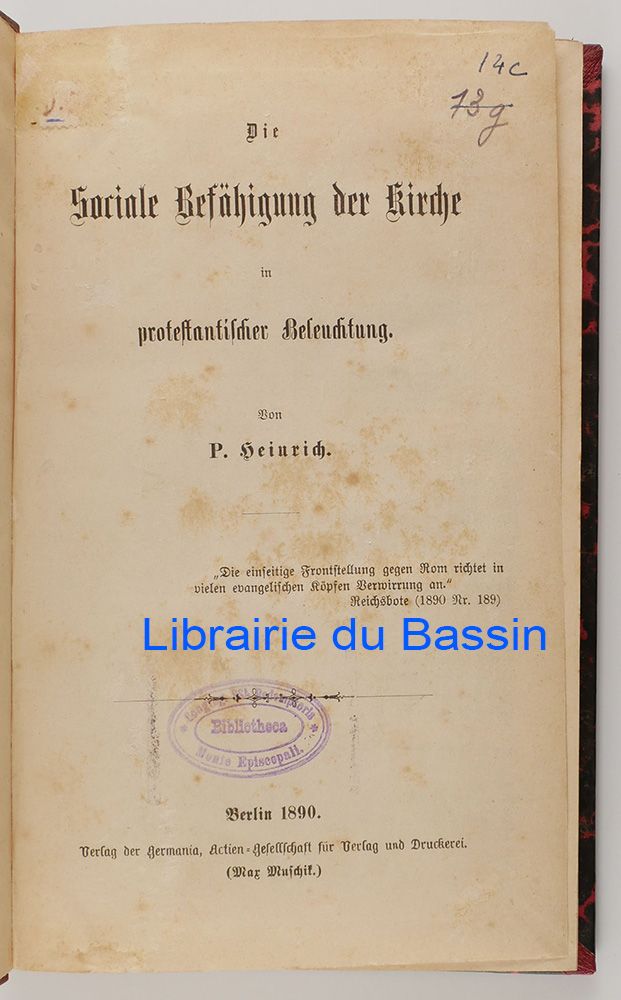 14c
73g
Die
Sociale Befähigung der Kirche
in
protestantischer Beleuchtung.
Von
P. Heinrich.
„Die einseitige Frontstellung gegen Rom richtet in
vielen evangelischen Köpfen Verwirrung an.“
Reichsbote (1890 Nr. 189)
Librairie du Bassin
Bibliotheca
Monte Episcopali.
Berlin 1890.
Verlag der Germania, Actien-Gesellschaft für Verlag und Druckerei.
(Max Muschik.)